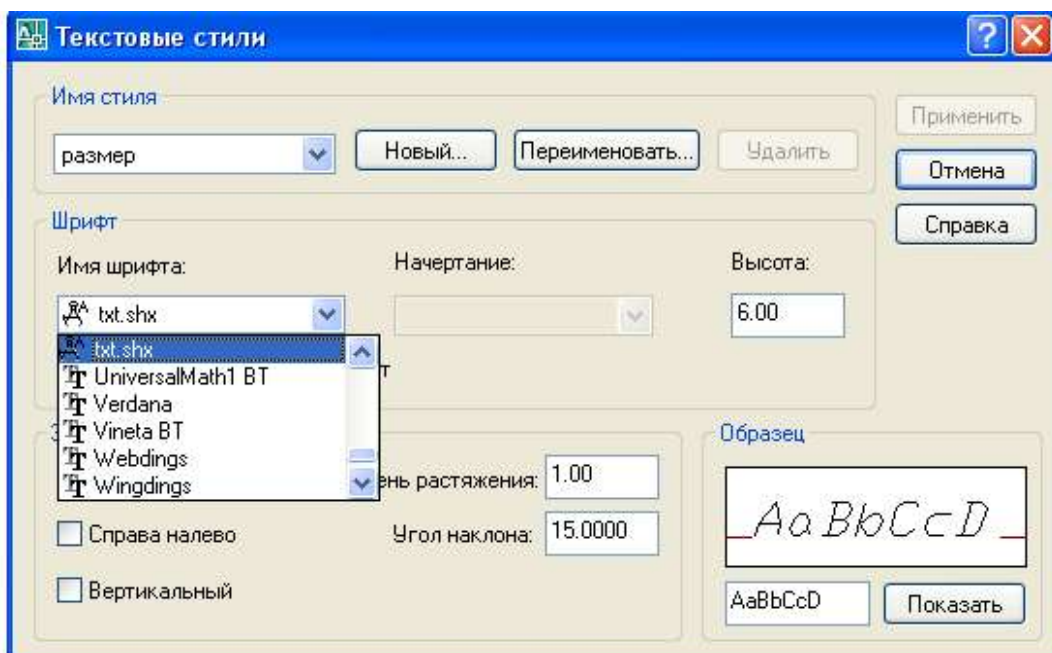 Текстовые стили
Имя стиля
размер
Новый...
Переименовать...
Удалить
Применить
Отмена
Справка
Шрифт
Имя шрифта:
Начертание:
Высота:
txt.shx
6.00
txt.shx
UniversalMath1 BT
Verdana
Vineta BT
Webdings
Wingdings
ень растяжения:
1.00
Справа налево
Угол наклона:
15.0000
Вертикальный
Образец
AaBbCcD
AaBbCcD
Показать